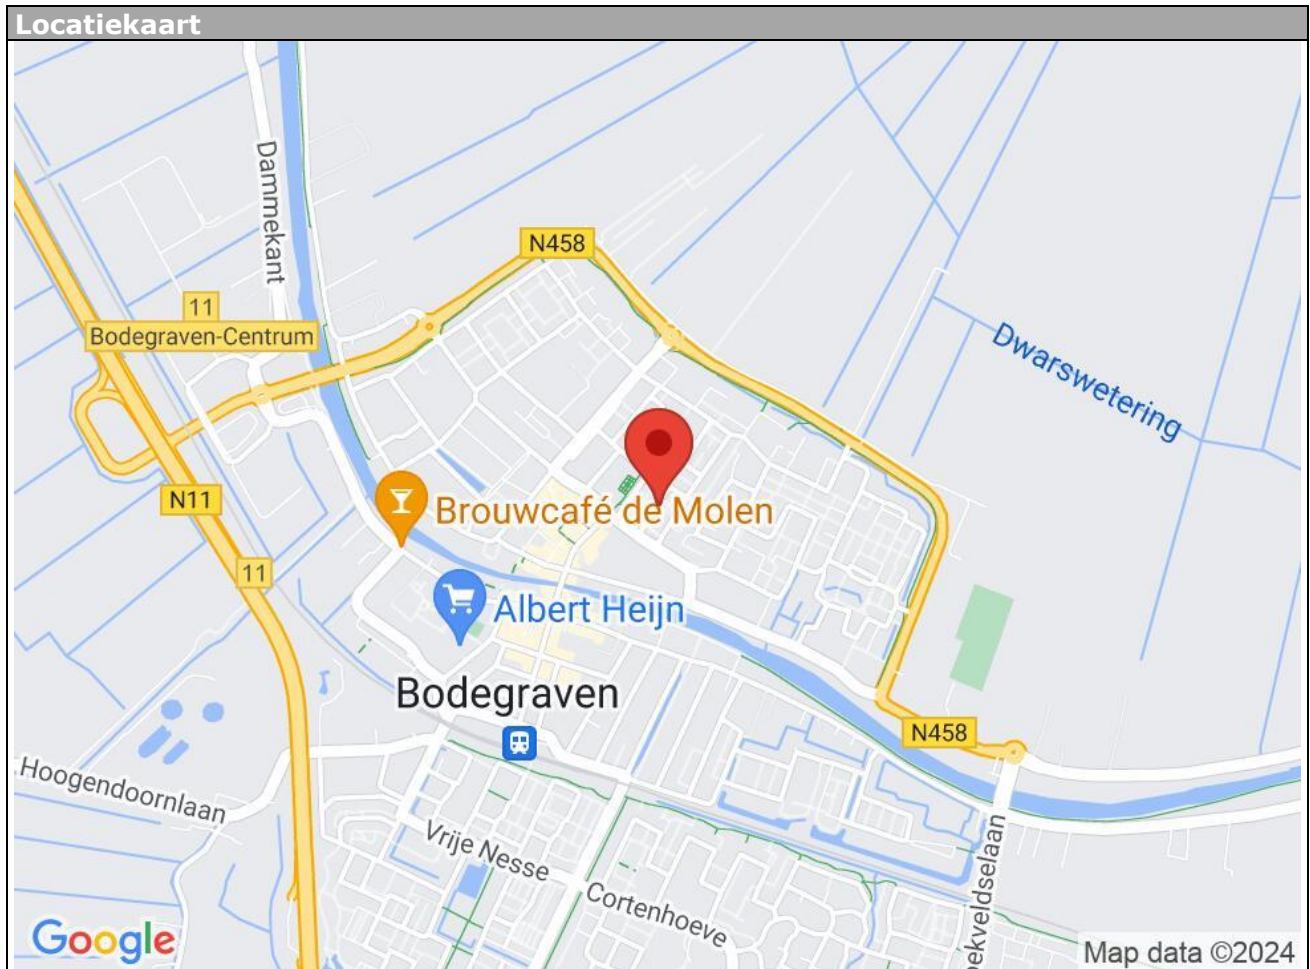 Locatiekaart
Dammekant
N458
11
Bodegraven-Centrum
Dwarswetering
N11
Brouwcafé de Molen
11
Albert Heijn
Bodegraven
N458
Hoogendoornlaan
Vrije Nesse
Cortenhoeve
ekveldselaan
Google
Map data ©2024